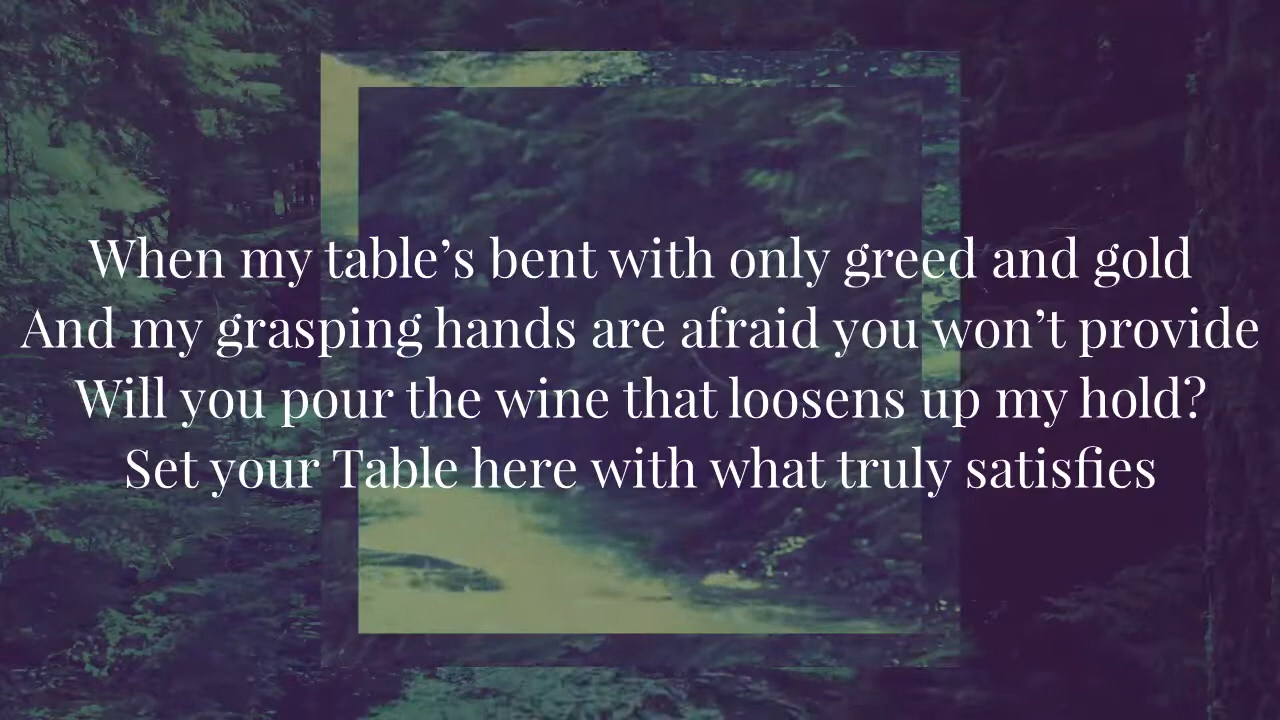 When my table’s bent with only greed and gold
And my grasping hands are afraid you won’t provide
Will you pour the wine that loosens up my hold?
Set your Table here with what truly satisfies